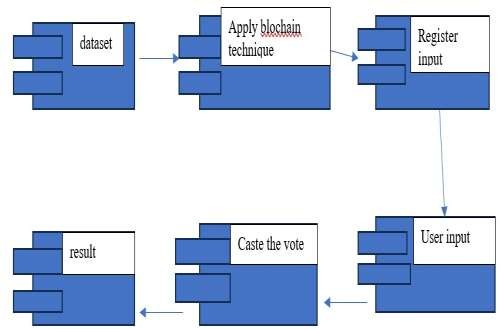 dataset
Apply blochain
technique
Register
input
User input
Caste the vote
result